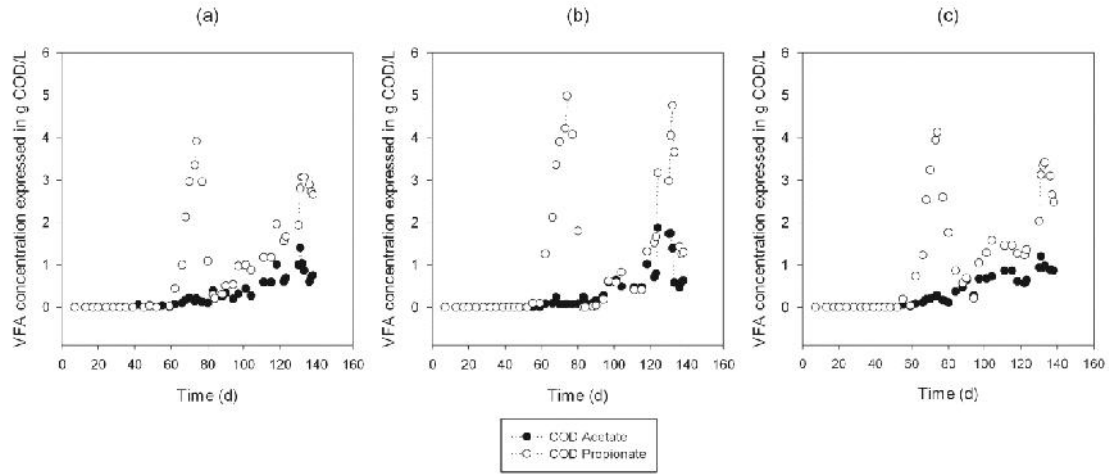 (a)
(b)
(c)
VFA concentration expressed in g COD/L
6
5
4
3
2
1
0
0 20 40 60 80 100 120 140 160
Time (d)
VFA concentration expressed in g COD/L
6
5
4
3
2
1
0
0 20 40 60 80 100 120 140 160
Time (d)
VFA concentration expressed in g COD/L
6
5
4
3
2
1
0
0 20 40 60 80 100 120 140 160
Time (d)
COD Acetate
COD Propionate